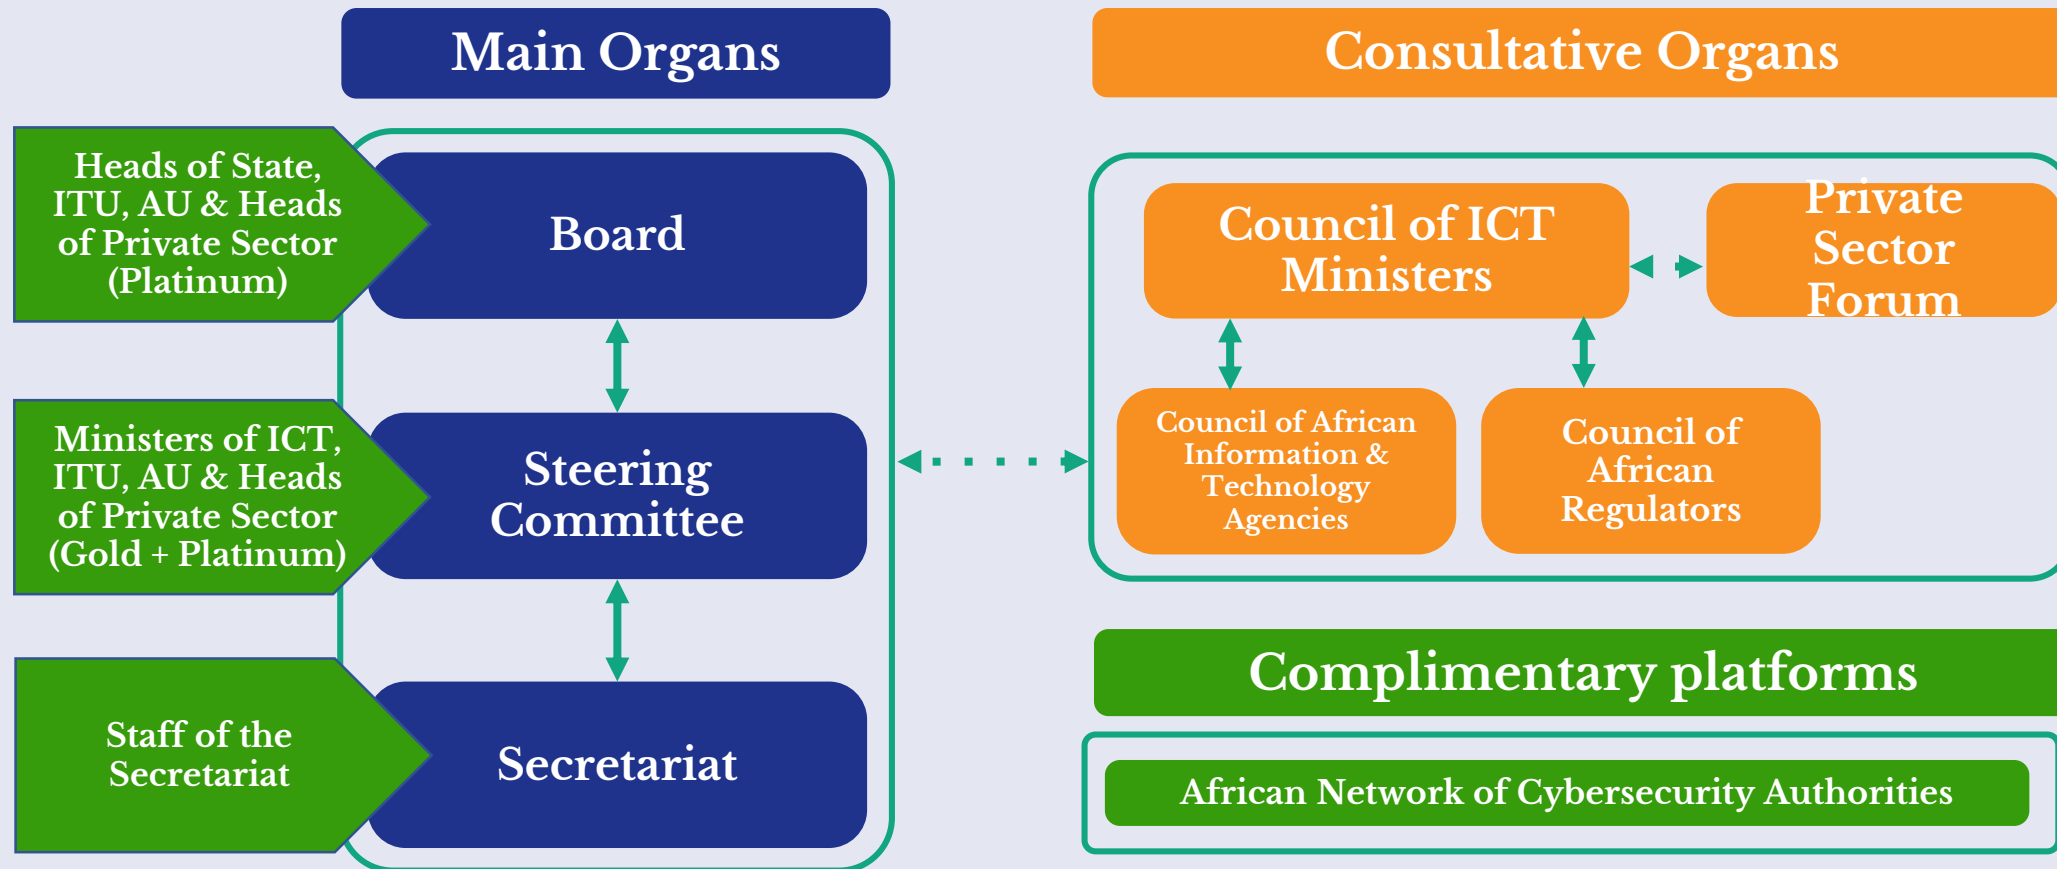 Main Organs
Heads of State,
ITU, AU & Heads
of Private Sector
(Platinum)
Board
Ministers of ICT,
ITU, AU & Heads
of Private Sector
(Gold + Platinum)
Steering
Committee
Staff of the
Secretariat
Secretariat
Consultative Organs
Council of ICT
Ministers
Private
Sector
Forum
Council of African
Information &
Technology
Agencies
Council of
African
Regulators
Complimentary platforms
African Network of Cybersecurity Authorities